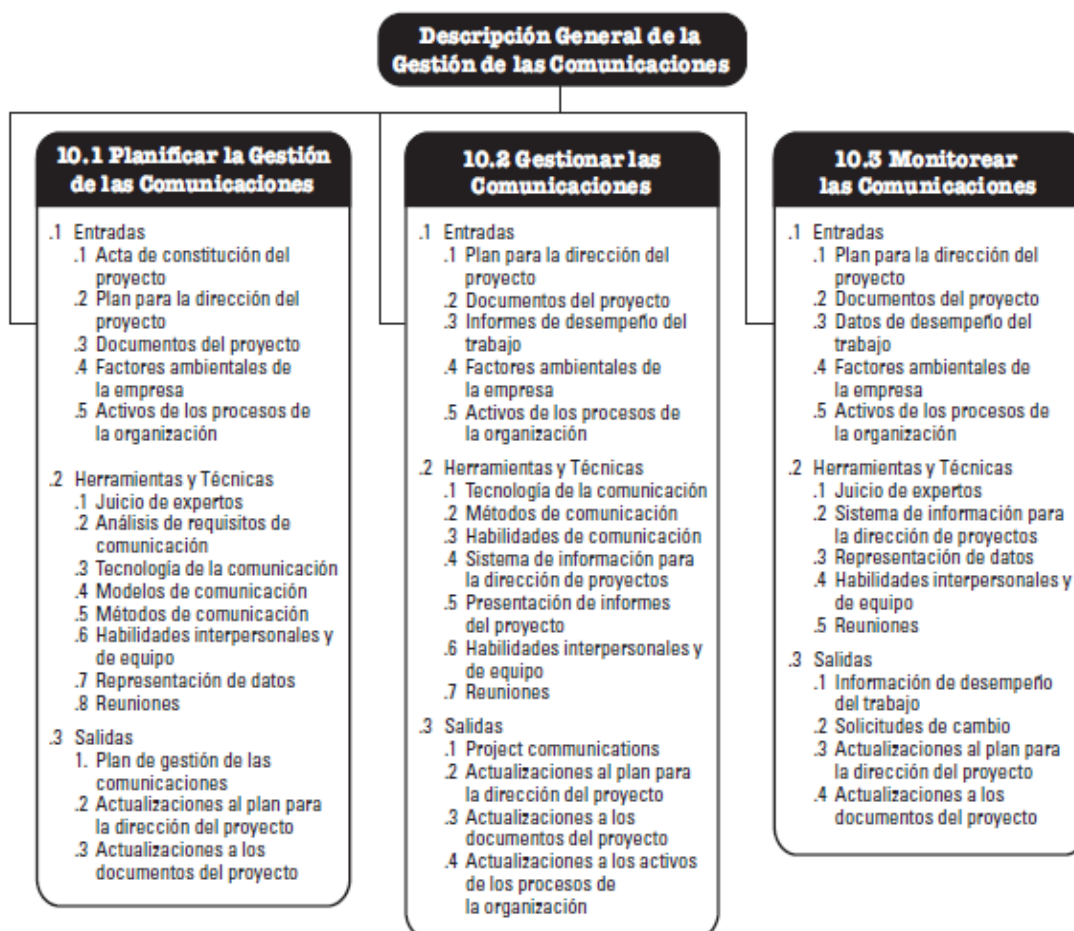 Descripción General de la
Gestión de las Comunicaciones
10.1 Planificar la Gestión
de las Comunicaciones
.1 Entradas
.1 Acta de constitución del
proyecto
.2 Plan para la dirección del
proyecto
.3 Documentos del proyecto
.4 Factores ambientales de
la empresa
.5 Activos de los procesos de
la organización
.2 Herramientas y Técnicas
.1 Juicio de expertos
.2 Análisis de requisitos de
comunicación
.3 Tecnología de la comunicación
.4 Modelos de comunicación
.5 Métodos de comunicación
.6 Habilidades interpersonales y
de equipo
.7 Representación de datos
.8 Reuniones
.3 Salidas
1. Plan de gestión de las
comunicaciones
.2 Actualizaciones al plan para
la dirección del proyecto
.3 Actualizaciones a los
documentos del proyecto
10.2 Gestionar las
Comunicaciones
.1 Entradas
.1 Plan para la dirección del
proyecto
.2 Documentos del proyecto
.3 Informes de desempeño del
trabajo
.4 Factores ambientales de
la empresa
.5 Activos de los procesos de
la organización
.2 Herramientas y Técnicas
.1 Tecnología de la comunicación
.2 Métodos de comunicación
.3 Habilidades de comunicación
.4 Sistema de información para
la dirección de proyectos
.5 Presentación de informes
del proyecto
.6 Habilidades interpersonales y
de equipo
.7 Reuniones
.3 Salidas
.1 Project communications
.2 Actualizaciones al plan para
la dirección del proyecto
.3 Actualizaciones a los
documentos del proyecto
.4 Actualizaciones a los activos
de los procesos de
la organización
10.3 Monitorear
las Comunicaciones
.1 Entradas
.1 Plan para la dirección del
proyecto
.2 Documentos del proyecto
.3 Datos de desempeño del
trabajo
.4 Factores ambientales de
la empresa
.5 Activos de los procesos de
la organización
.2 Herramientas y Técnicas
.1 Juicio de expertos
.2 Sistema de información para
la dirección de proyectos
.3 Representación de datos
.4 Habilidades interpersonales y
de equipo
.5 Reuniones
.3 Salidas
.1 Información de desempeño
del trabajo
.2 Solicitudes de cambio
.3 Actualizaciones al plan para
la dirección del proyecto
.4 Actualizaciones a los
documentos del proyecto